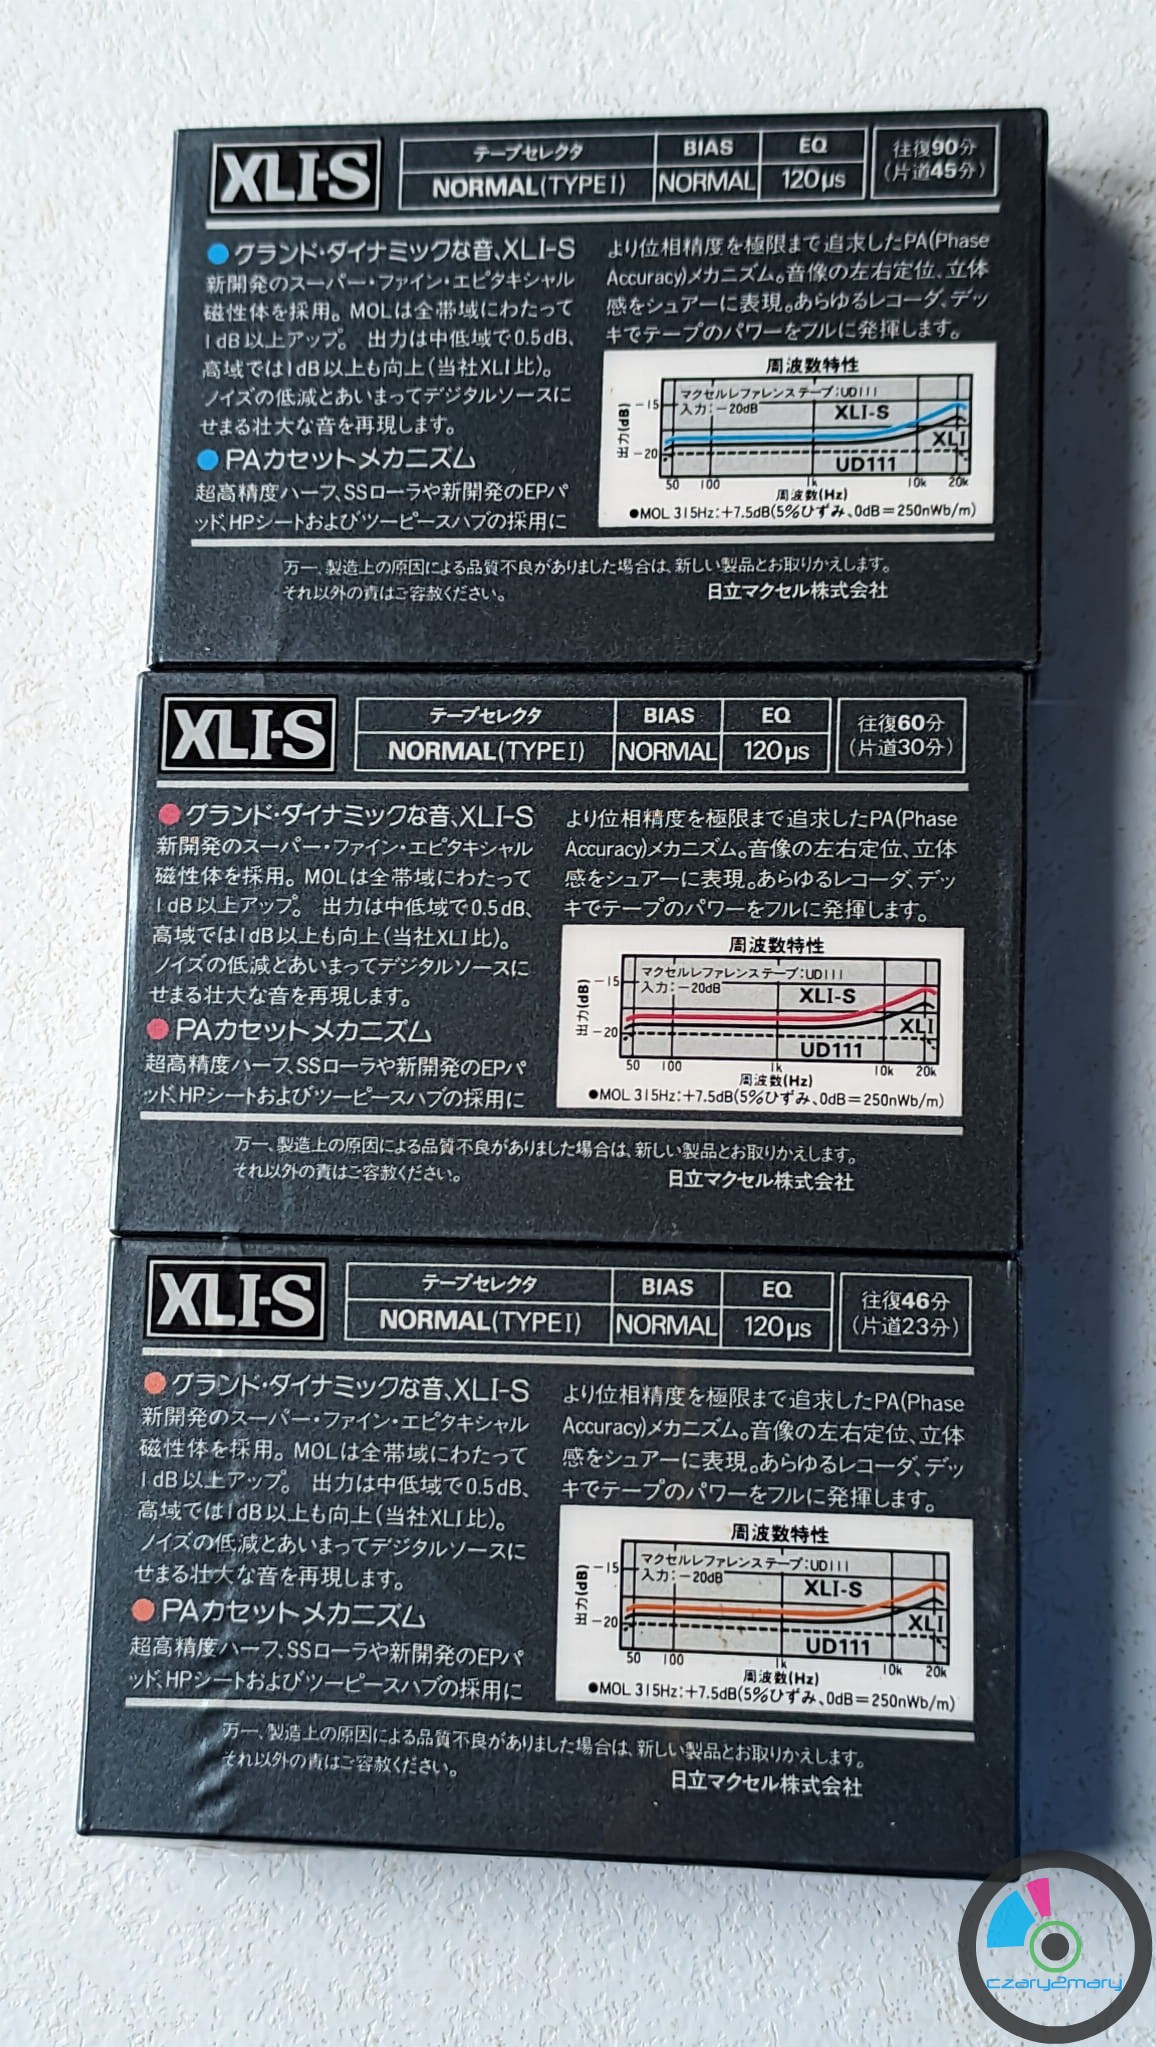 XLI-S
テープセレクタ BIAS EQ
NORMAL(TYPEI) NORMAL 120μs
往復90分
(片道45分)
●グランド・ダイナミックな音、XLI-S
新開発のスーパー・ファイン・エピタキシャル
磁性体を採用。MOLは全帯域にわたって
1dB以上アップ。 出力は中低域で0.5dB、
高域では1dB以上も向上(当社XLI比)。
ノイズの低減とあいまってデジタルソースに
せまる壮大な音を再現します。
●PAカセットメカニズム
超高精度ハーフ、SSローラや新開発のEPパ
ッド、HPシートおよびツーピースハブの採用に
より位相精度を極限まで追求したPA(Phase
Accuracy)メカニズム。音像の左右定位、立体
感をシュアーに表現。あらゆるレコーダ、デッ
キでテープのパワーをフルに発揮します。
周波数特性
マクセルレファレンステープ:UD111
入力:-20dB
出力(dB)
-15
-20
XLI-S
XLI
UD111
50 100 1k 10k 20k
周波数(Hz)
●MOL 315Hz:+7.5dB(5%ひずみ、0dB=250nWb/m)
万一、製造上の原因による品質不良がありました場合は、新しい製品とお取りかえします。
それ以外の責はご容赦ください。
日立マクセル株式会社
XLI-S
テープセレクタ BIAS EQ
NORMAL(TYPEI) NORMAL 120μs
往復60分
(片道30分)
●グランド・ダイナミックな音、XLI-S
新開発のスーパー・ファイン・エピタキシャル
磁性体を採用。MOLは全帯域にわたって
1dB以上アップ。 出力は中低域で0.5dB、
高域では1dB以上も向上(当社XLI比)。
ノイズの低減とあいまってデジタルソースに
せまる壮大な音を再現します。
●PAカセットメカニズム
超高精度ハーフ、SSローラや新開発のEPパ
ッド、HPシートおよびツーピースハブの採用に
より位相精度を極限まで追求したPA(Phase
Accuracy)メカニズム。音像の左右定位、立体
感をシュアーに表現。あらゆるレコーダ、デッ
キでテープのパワーをフルに発揮します。
周波数特性
マクセルレファレンステープ:UD111
入力:-20dB
出力(dB)
-15
-20
XLI-S
XLI
UD111
50 100 1k 10k 20k
周波数(Hz)
●MOL 315Hz:+7.5dB(5%ひずみ、0dB=250nWb/m)
万一、製造上の原因による品質不良がありました場合は、新しい製品とお取りかえします。
それ以外の責はご容赦ください。
日立マクセル株式会社
XLI-S
テープセレクタ BIAS EQ
NORMAL(TYPEI) NORMAL 120μs
往復46分
(片道23分)
●グランド・ダイナミックな音、XLI-S
新開発のスーパー・ファイン・エピタキシャル
磁性体を採用。MOLは全帯域にわたって
1dB以上アップ。 出力は中低域で0.5dB、
高域では1dB以上も向上(当社XLI比)。
ノイズの低減とあいまってデジタルソースに
せまる壮大な音を再現します。
●PAカセットメカニズム
超高精度ハーフ、SSローラや新開発のEPパ
ッド、HPシートおよびツーピースハブの採用に
より位相精度を極限まで追求したPA(Phase
Accuracy)メカニズム。音像の左右定位、立体
感をシュアーに表現。あらゆるレコーダ、デッ
キでテープのパワーをフルに発揮します。
周波数特性
マクセルレファレンステープ:UD111
入力:-20dB
出力(dB)
-15
-20
XLI-S
XLI
UD111
50 100 1k 10k 20k
周波数(Hz)
●MOL 315Hz:+7.5dB(5%ひずみ、0dB=250nWb/m)
万一、製造上の原因による品質不良がありました場合は、新しい製品とお取りかえします。
それ以外の責はご容赦ください。
日立マクセル株式会社
czary2mary